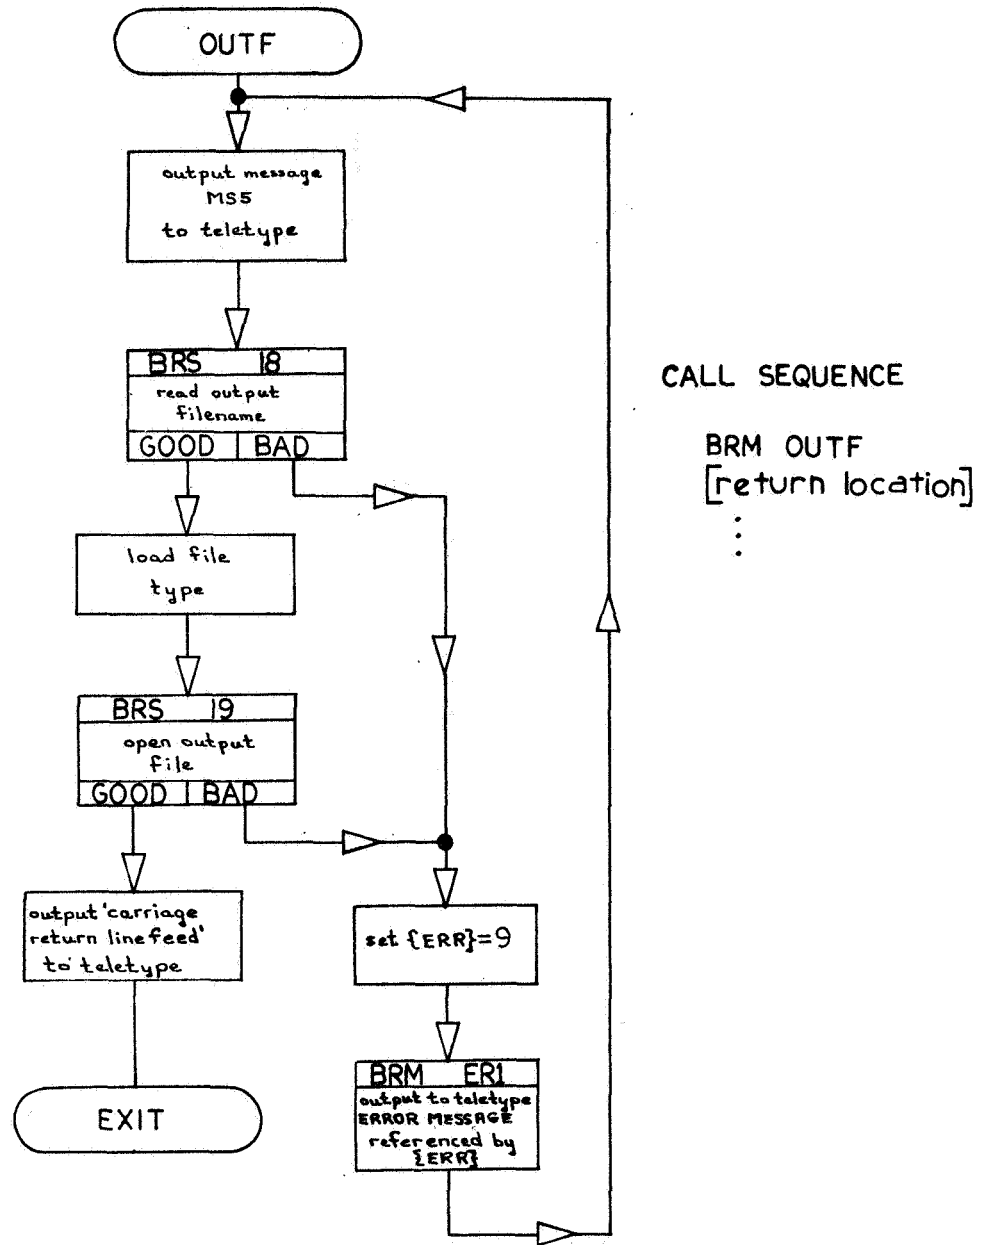 OUTF
output message
MS5
to teletype
BRS 18
read output
filename
GOOD BAD
load file
type
BRS 19
open output
file
GOOD BAD
output 'carriage
return linefeed'
to teletype
EXIT
set {ERR}=9
BRM ER1
output to teletype
ERROR MESSAGE
referenced by
{ERR}
CALL SEQUENCE
BRM OUTF
[return location]
⋮